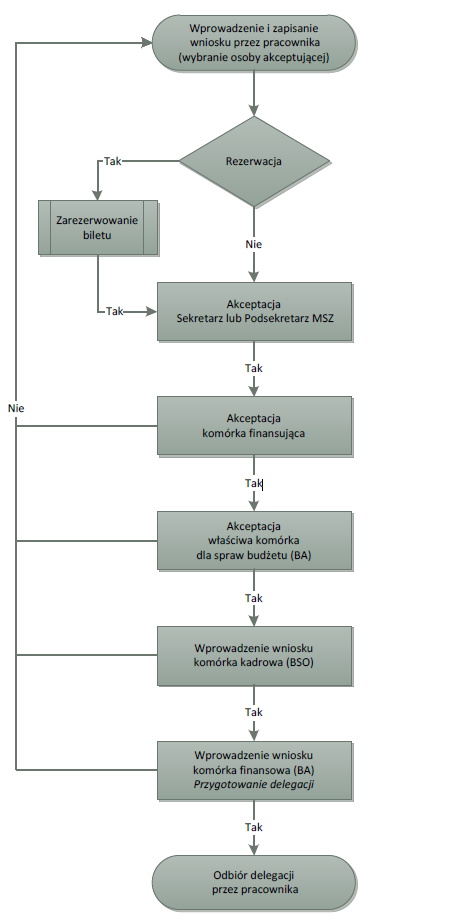 Wprowadzenie i zapisanie
wniosku przez pracownika
(wybranie osoby akceptującej)
Rezerwacja
Tak
Zarezerwowanie
biletu
Nie
Tak
Akceptacja
Sekretarz lub Podsekretarz MSZ
Tak
Nie
Akceptacja
komórka finansująca
Tak
Akceptacja
właściwa komórka
dla spraw budżetu (BA)
Tak
Wprowadzenie wniosku
komórka kadrowa (BSO)
Tak
Wprowadzenie wniosku
komórka finansowa (BA)
Przygotowanie delegacji
Tak
Odbiór delegacji
przez pracownika